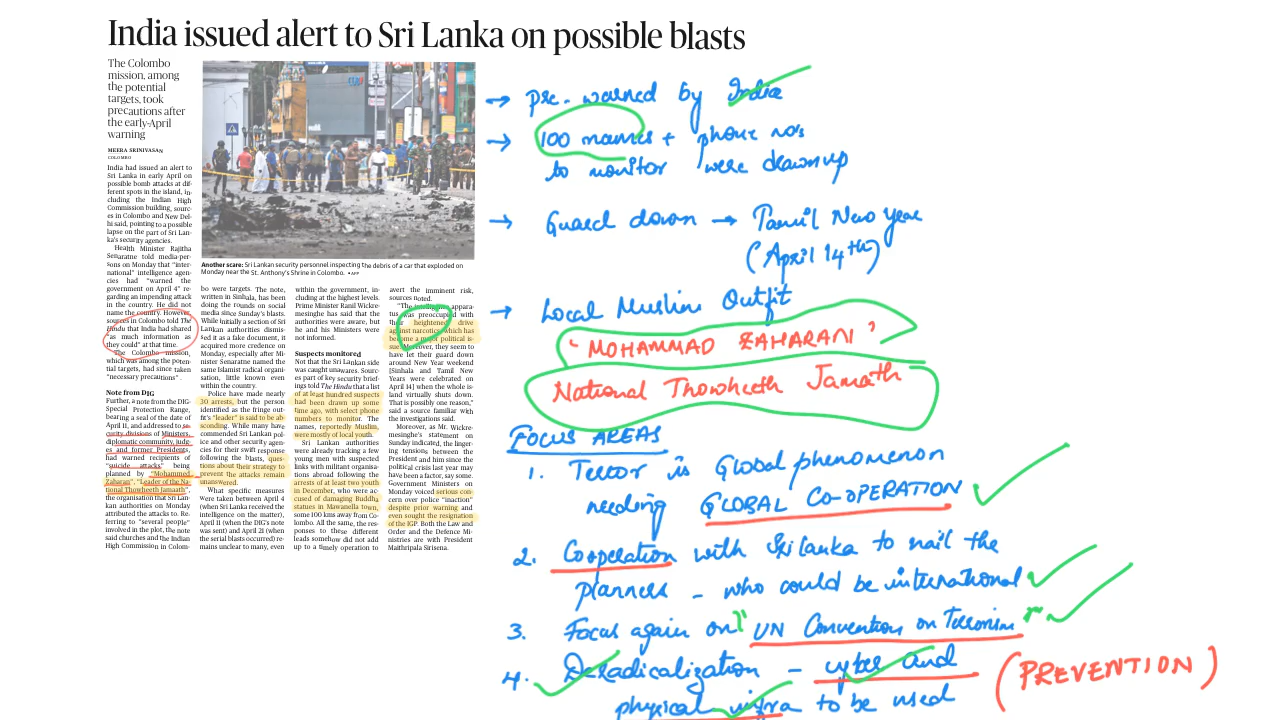 India issued alert to Sri Lanka on possible blasts
The Colombo
mission, among
the potential
targets, took
precautions after
the early-April
warning
MEERA SRINIVASAN
COLOMBO
India had issued an alert to
Sri Lanka in early April on
possible bomb attacks at dif-
ferent spots in the island, in-
cluding the Indian High
Commission building, sourc-
es in Colombo and New Del-
hi said, pointing to a possible
lapse on the part of Sri Lan-
ka's security agencies.
Health Minister Rajitha
Senaratne told media-per-
sons on Monday that "inter-
national" intelligence agen-
cies had "warned the
government on April 4" re-
garding an impending attack
in the country. He did not
name the country. However,
sources in Colombo told The
Hindu that India had shared
"as much information as
they could" at that time.
The Colombo mission,
which was among the poten-
tial targets, had since taken
"necessary precautions".
Note from DIG
Further, a note from the DIG-
Special Protection Range,
bearing a seal of the date of
April 11, and addressed to se-
curity divisions of Ministers,
diplomatic community, judg-
es and former Presidents,
had warned recipients of
"suicide attacks" being
planned by "Mohammed
Zaharan", "Leader of the Na-
tional Thowheeth Jamaath",
the organisation that Sri Lan-
kan authorities on Monday
attributed the attacks to. Re-
ferring to "several people"
involved in the plot, the note
said churches and the Indian
High Commission in Colom-
Another scare: Sri Lankan security personnel inspecting the debris of a car that exploded on
Monday near the St. Anthony's Shrine in Colombo. • AFP
bo were targets. The note,
written in Sinhala, has been
doing the rounds on social
media since Sunday's blasts.
While initially a section of Sri
Lankan authorities dismis-
sed it as a fake document, it
acquired more credence on
Monday, especially after Mi-
nister Senaratne named the
same Islamist radical organi-
sation, little known even
within the country.
Police have made nearly
30 arrests, but the person
identified as the fringe out-
fit's "leader" is said to be ab-
sconding. While many have
commended Sri Lankan pol-
ice and other security agen-
cies for their swift response
following the blasts, ques-
tions about their strategy to
prevent the attacks remain
unanswered.
What specific measures
were taken between April 4
(when Sri Lanka received the
intelligence on the matter),
April 11 (when the DIG's note
was sent) and April 21 (when
the serial blasts occurred) re-
mains unclear to many, even
within the government, in-
cluding at the highest levels.
Prime Minister Ranil Wickre-
mesinghe has said that the
authorities were aware, but
he and his Ministers were
not informed.
Suspects monitored
Not that the Sri Lankan side
was caught unawares. Sourc-
es part of key security brief-
ings told The Hindu that a list
of at least hundred suspects
had been drawn up some
time ago, with select phone
numbers to monitor. The
names, reportedly Muslim,
were mostly of local youth.
Sri Lankan authorities
were already tracking a few
young men with suspected
links with militant organisa-
tions abroad following the
arrests of at least two youth
in December, who were ac-
cused of damaging Buddha
statues in Mawanella town,
some 100 kms away from Co-
lombo. All the same, the res-
ponses to these different
leads somehow did not add
up to a timely operation to
avert the imminent risk,
sources noted.
"The intelligence appara-
tus was preoccupied with
their heightened drive
against narcotics, which has
become a major political is-
sue. Moreover, they seem to
have let their guard down
around New Year weekend
[Sinhala and Tamil New
Years were celebrated on
April 14] when the whole is-
land virtually shuts down.
That is possibly one reason,"
said a source familiar with
the investigations said.
Moreover, as Mr. Wickre-
mesinghe's statement on
Sunday indicated, the linger-
ing tensions between the
President and him since the
political crisis last year may
have been a factor, say some.
Government Ministers on
Monday voiced serious con-
cern over police "inaction"
despite prior warning and
even sought the resignation
of the IGP. Both the Law and
Order and the Defence Mi-
nistries are with President
Maithripala Sirisena.
→ pre-warned by India
→ 100 names + phone no's
to monitor were drawn up
→ Guard down → Tamil New year
(April 14th)
→ Local Muslim Outfit
'MOHAMMAD ZAHARANI'
National Thowheeth Jamath
FOCUS AREAS
1. Terror is Global phenomenon
needing GLOBAL CO-OPERATION
2. Cooperation with Sri lanka to nail the
planners - who could be international
3. Focus again on UN Convention on Terrorism
4. Deradicalization - cyber and (PREVENTION)
physical infra to be used